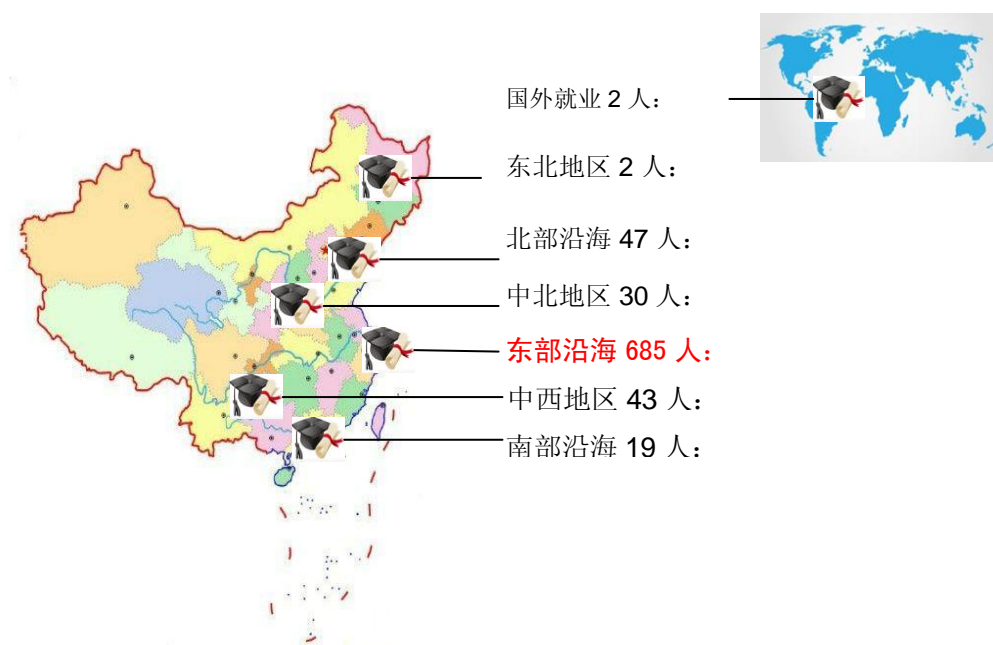 国外就业 2 人：
东北地区 2 人：
北部沿海 47 人：
中北地区 30 人：
东部沿海 685 人：
中西地区 43 人：
南部沿海 19 人：